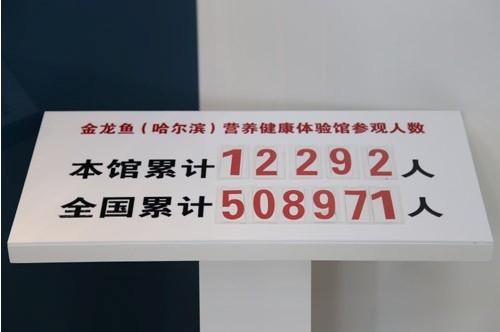 金龙鱼（哈尔滨）营养健康体验馆参观人数
本馆累计12292人
全国累计508971人